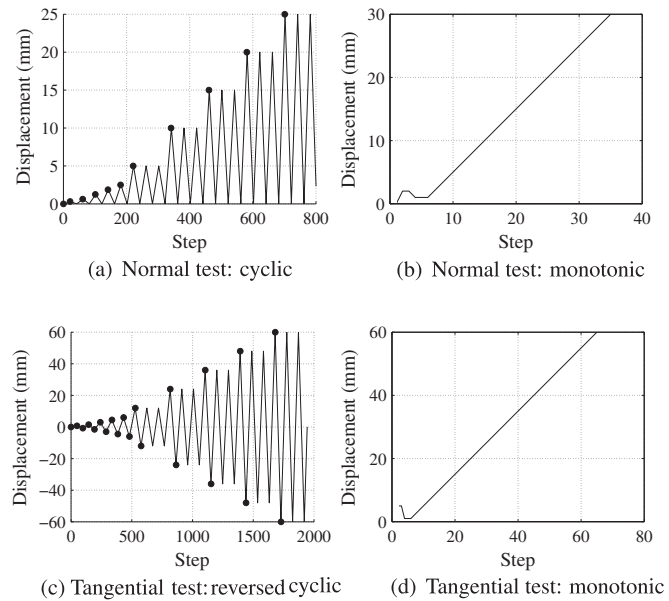 25
20
15
10
5
0
Displacement (mm)
0 200 400 600 800
Step
(a) Normal test: cyclic
30
20
10
0
Displacement (mm)
0 10 20 30 40
Step
(b) Normal test: monotonic
60
40
20
0
−20
−40
−60
Displacement (mm)
0 500 1000 1500 2000
Step
(c) Tangential test: reversed cyclic
60
40
20
0
Displacement (mm)
0 20 40 60 80
Step
(d) Tangential test: monotonic